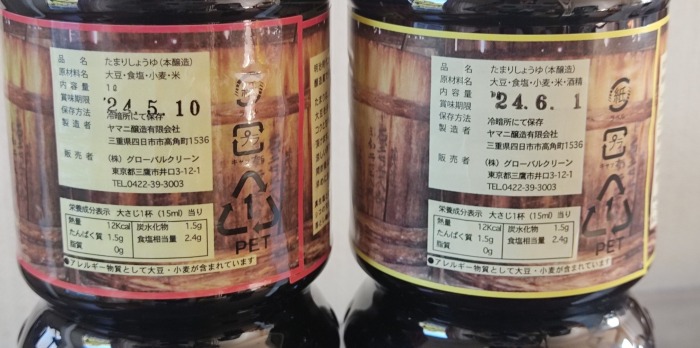 品名 たまりしょうゆ(本醸造)
原材料名 大豆・食塩・小麦・米
内容量 1ℓ
賞味期限 '24.5.10
保存方法 冷暗所にて保存
製造者 ヤマニ醸造有限会社
三重県四日市市高角町1536
販売者 (株) グローバルクリーン
東京都三鷹市井口3-12-1
TEL.0422-39-3003
栄養成分表示 大さじ1杯 (15ml) 当り
熱量 12Kcal 炭水化物 1.5g
たんぱく質 1.5g 食塩相当量 2.4g
脂質 0g
●アレルギー物質として大豆・小麦が含まれています
紙
プラ
1
PET
品名 たまりしょうゆ(本醸造)
原材料名 大豆・食塩・小麦・米・酒精
内容量 1ℓ
賞味期限 '24.6.1
保存方法 冷暗所にて保存
製造者 ヤマニ醸造有限会社
三重県四日市市高角町1536
販売者 (株) グローバルクリーン
東京都三鷹市井口3-12-1
TEL.0422-39-3003
栄養成分表示 大さじ1杯 (15ml) 当り
熱量 12Kcal 炭水化物 1.5g
たんぱく質 1.5g 食塩相当量 2.4g
脂質 0g
●アレルギー物質として大豆・小麦が含まれています
紙
プラ
1
PET